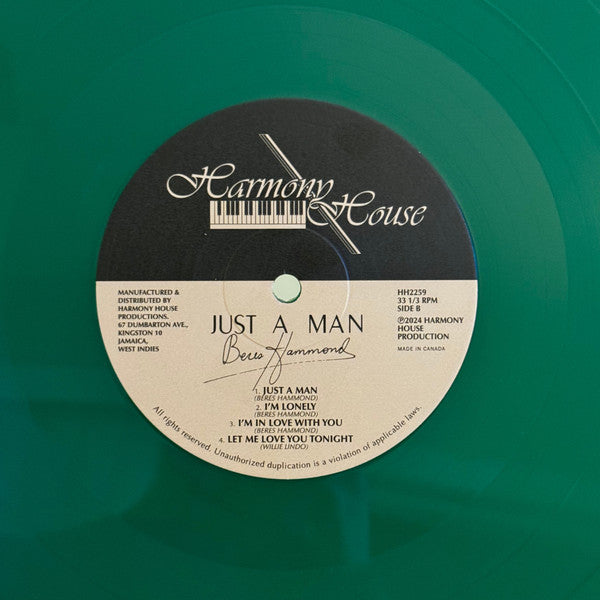 Harmony
House
MANUFACTURED &
DISTRIBUTED BY
HARMONY HOUSE
PRODUCTIONS.
67 DUMBARTON AVE.,
KINGSTON 10
JAMAICA,
WEST INDIES
HH2259
33 1/3 RPM
SIDE B
℗2024 HARMONY
HOUSE
PRODUCTION
MADE IN CANADA
JUST A MAN
Beres Hammond
1. JUST A MAN
(BERES HAMMOND)
2. I'M LONELY
(BERES HAMMOND)
3. I'M IN LOVE WITH YOU
(BERES HAMMOND)
4. LET ME LOVE YOU TONIGHT
(WILLIE LINDO)
All rights reserved. Unauthorized duplication is a violation of applicable laws.